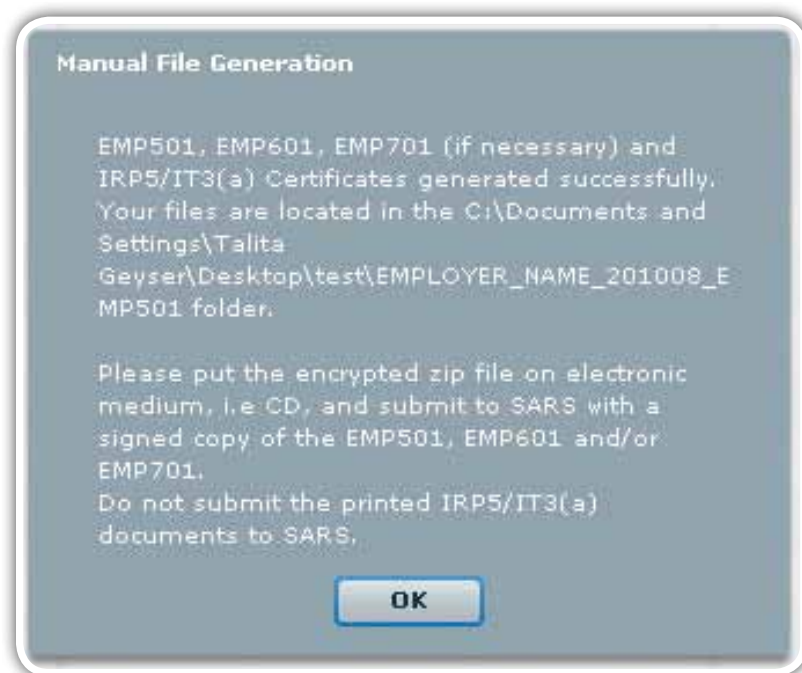 Manual File Generation
EMP501, EMP601, EMP701 (if necessary) and
IRP5/IT3(a) Certificates generated successfully.
Your files are located in the C:\Documents and
Settings\Talita
Geyser\Desktop\test\EMPLOYER_NAME_201008_E
MP501 folder.
Please put the encrypted zip file on electronic
medium, i.e CD, and submit to SARS with a
signed copy of the EMP501, EMP601 and/or
EMP701.
Do not submit the printed IRP5/IT3(a)
documents to SARS.
OK